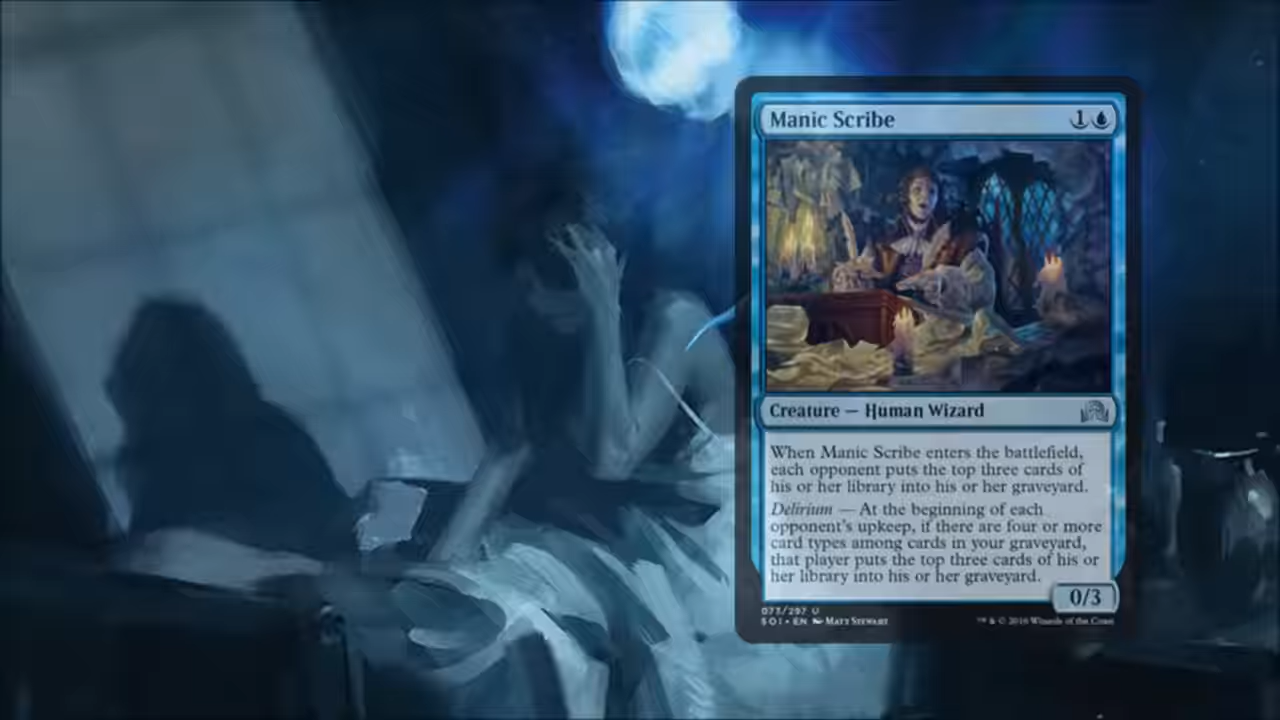 Manic Scribe 1
Creature — Human Wizard
When Manic Scribe enters the battlefield,
each opponent puts the top three cards of
his or her library into his or her graveyard.
Delirium — At the beginning of each
opponent's upkeep, if there are four or more
card types among cards in your graveyard,
that player puts the top three cards of his or
her library into his or her graveyard.
0/3
073/297 U
SOI • EN Matt Stewart
™ & © 2016 Wizards of the Coast